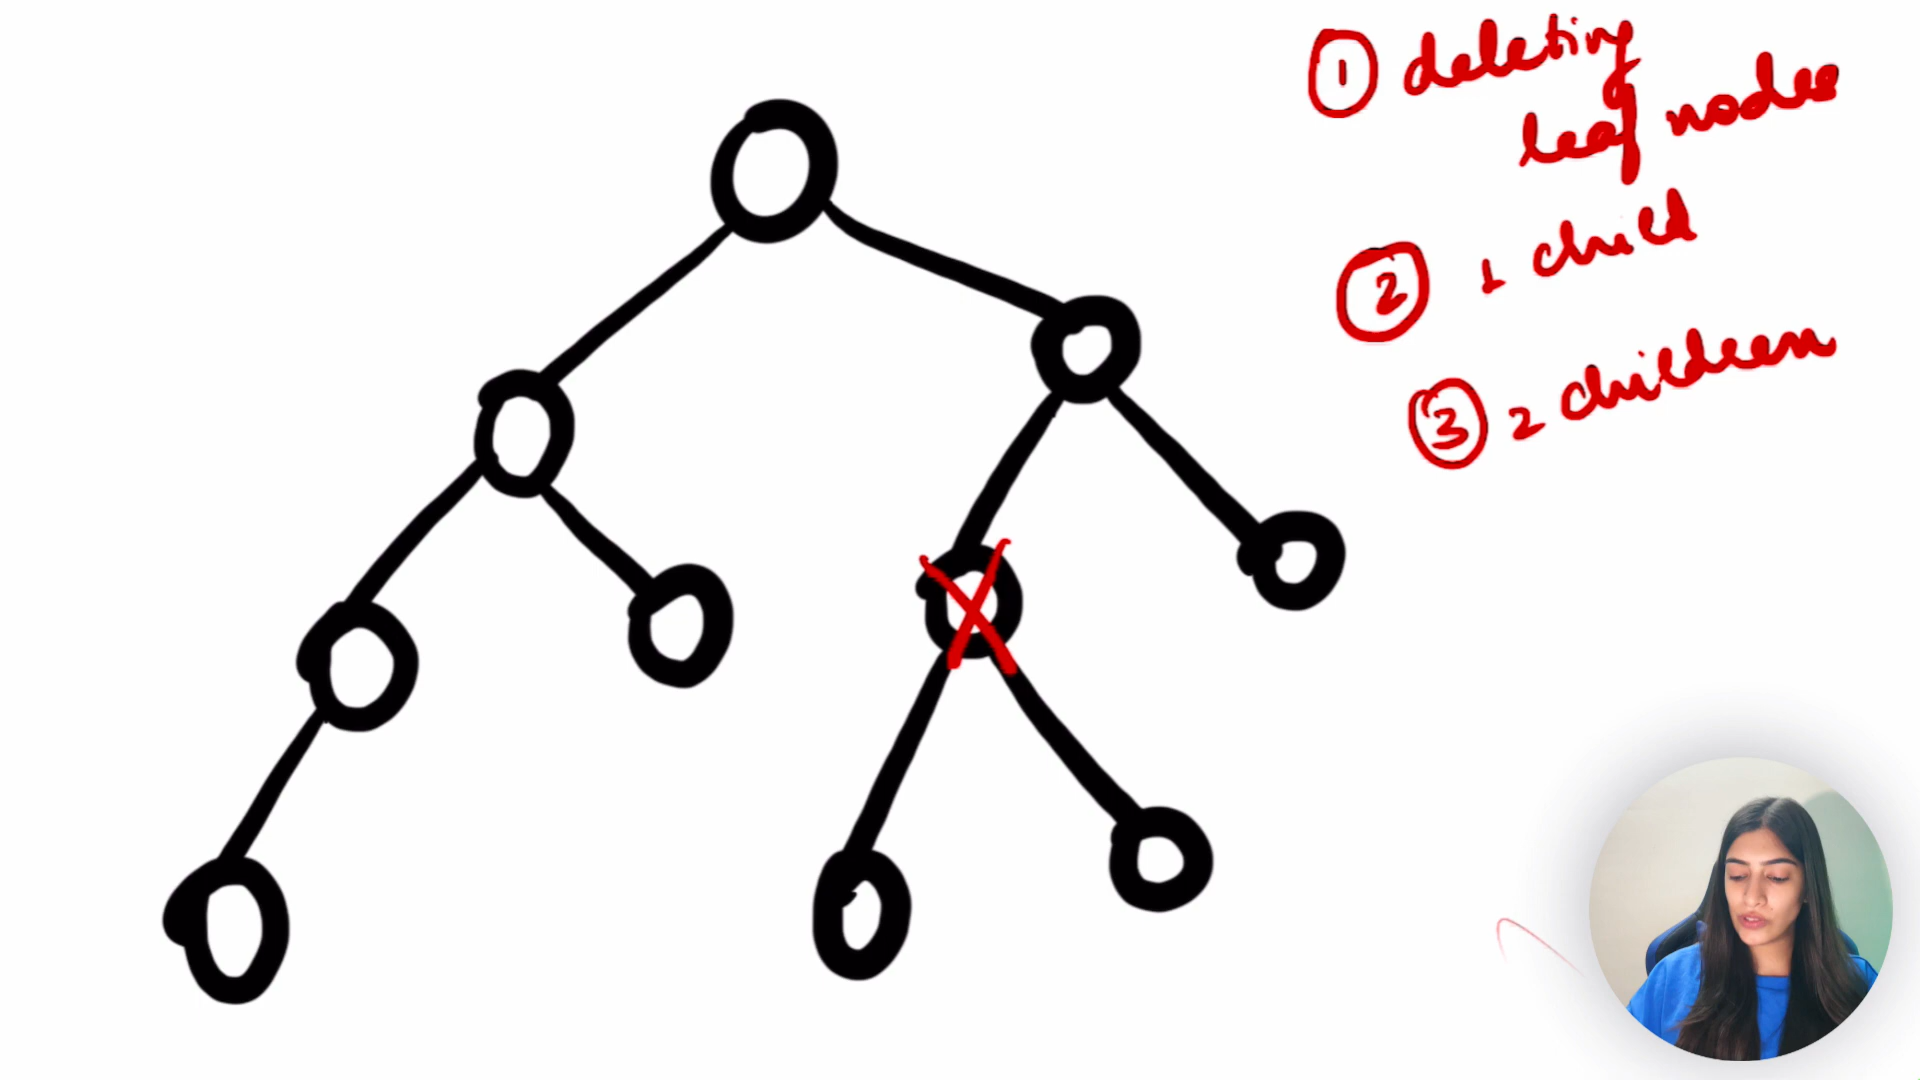 ① deleting
leaf nodes
② 1 child
③ 2 children